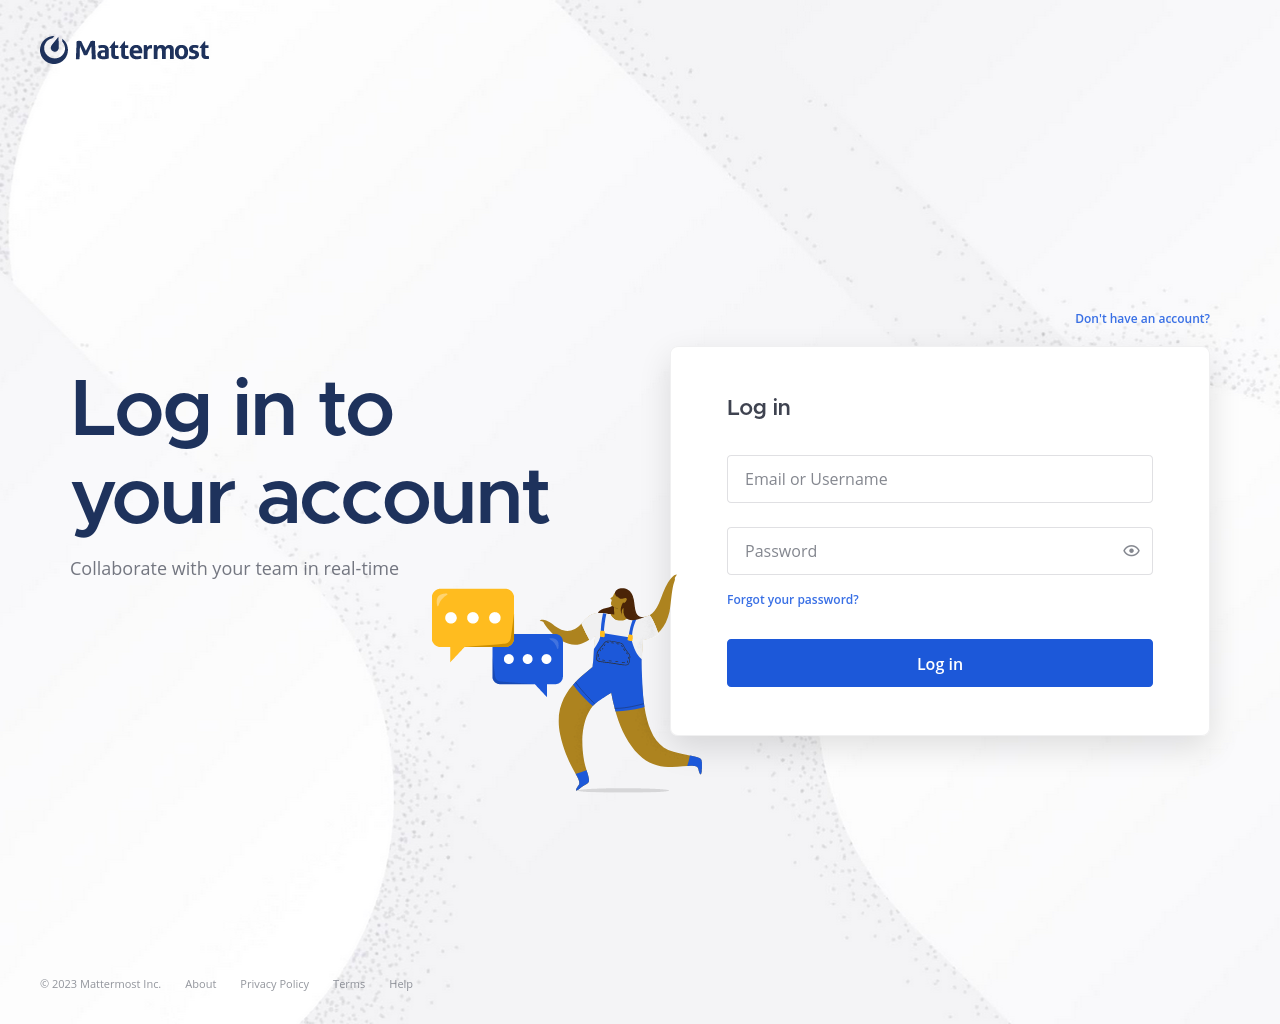 Mattermost
Don't have an account?
Log in to
your account
Collaborate with your team in real-time
Log in
Email or Username
Password
Forgot your password?
Log in
© 2023 Mattermost Inc. About Privacy Policy Terms Help